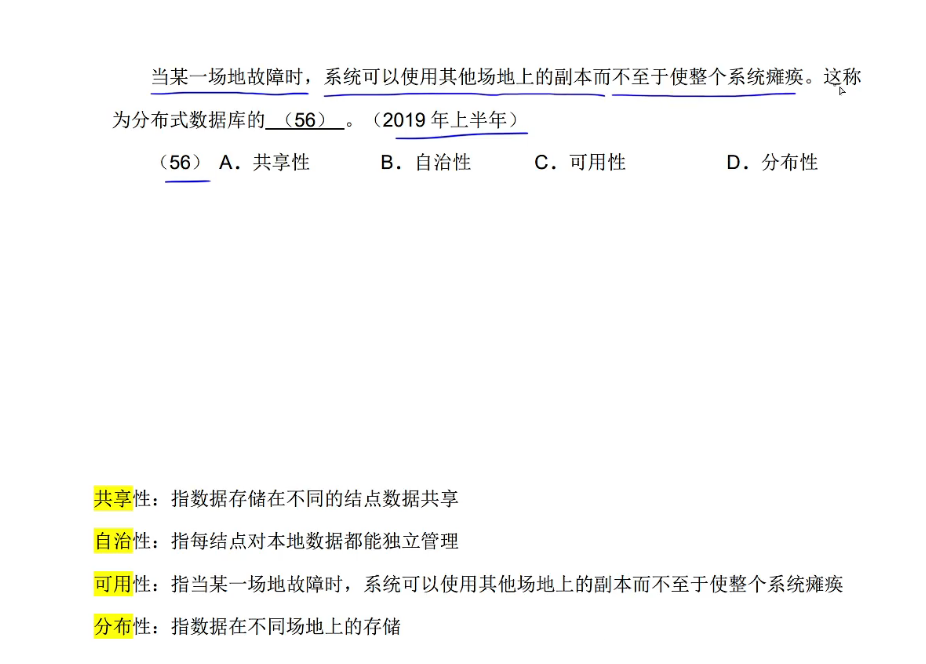 当某一场地故障时，系统可以使用其他场地上的副本而不至于使整个系统瘫痪。这称
为分布式数据库的（56）。（2019 年上半年）
（56） A．共享性 B．自治性 C．可用性 D．分布性
共享性：指数据存储在不同的结点数据共享
自治性：指每结点对本地数据都能独立管理
可用性：指当某一场地故障时，系统可以使用其他场地上的副本而不至于使整个系统瘫痪
分布性：指数据在不同场地上的存储